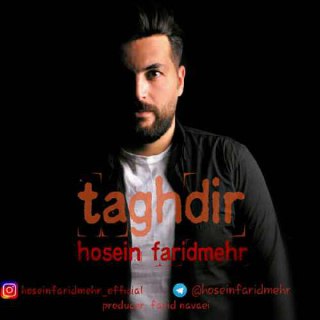 taghdir
hosein faridmehr
hoseinfaridmehr_official @hoseinfaridmehr
producer farid navaei